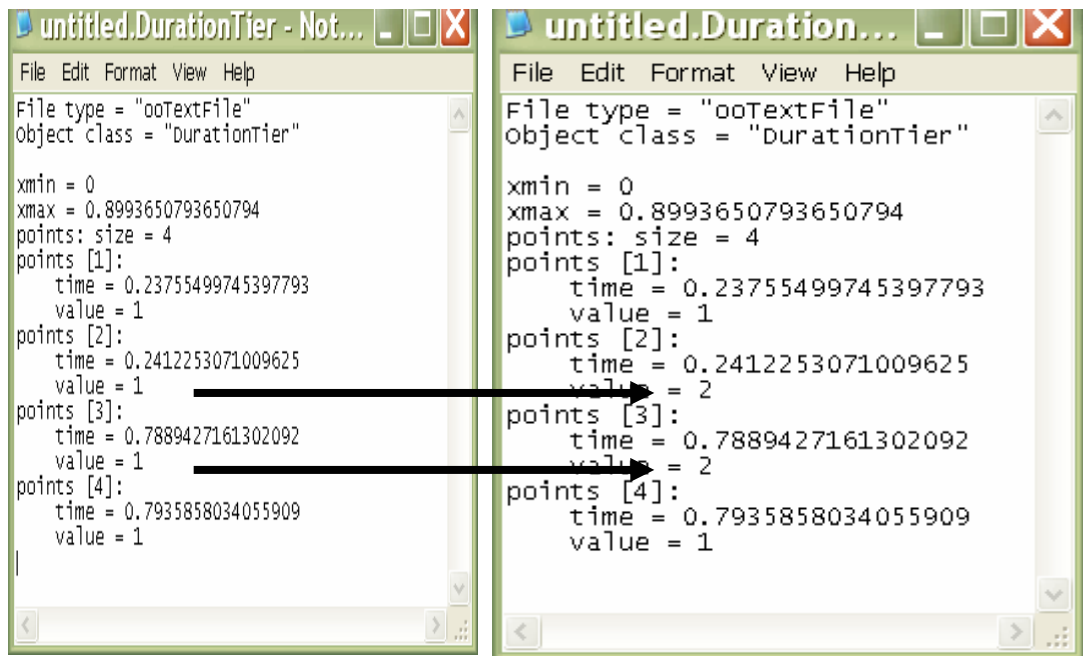 untitled.DurationTier - Not...
File Edit Format View Help
File type = "ooTextFile"
Object class = "DurationTier"
xmin = 0
xmax = 0.8993650793650794
points: size = 4
points [1]:
time = 0.23755499745397793
value = 1
points [2]:
time = 0.2412253071009625
value = 1
points [3]:
time = 0.7889427161302092
value = 1
points [4]:
time = 0.7935858034055909
value = 1
untitled.Duration...
File Edit Format View Help
File type = "ooTextFile"
Object class = "DurationTier"
xmin = 0
xmax = 0.8993650793650794
points: size = 4
points [1]:
time = 0.23755499745397793
value = 1
points [2]:
time = 0.2412253071009625
value = 2
points [3]:
time = 0.7889427161302092
value = 2
points [4]:
time = 0.7935858034055909
value = 1